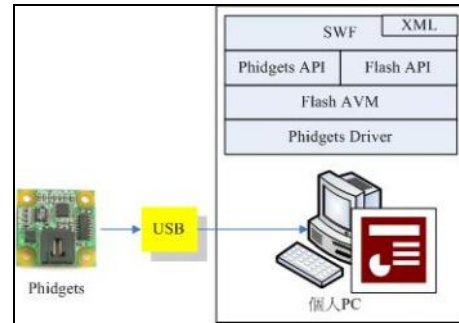 SWF
XML
Phidgets API
Flash API
Flash AVM
Phidgets Driver
USB
Phidgets
個人PC